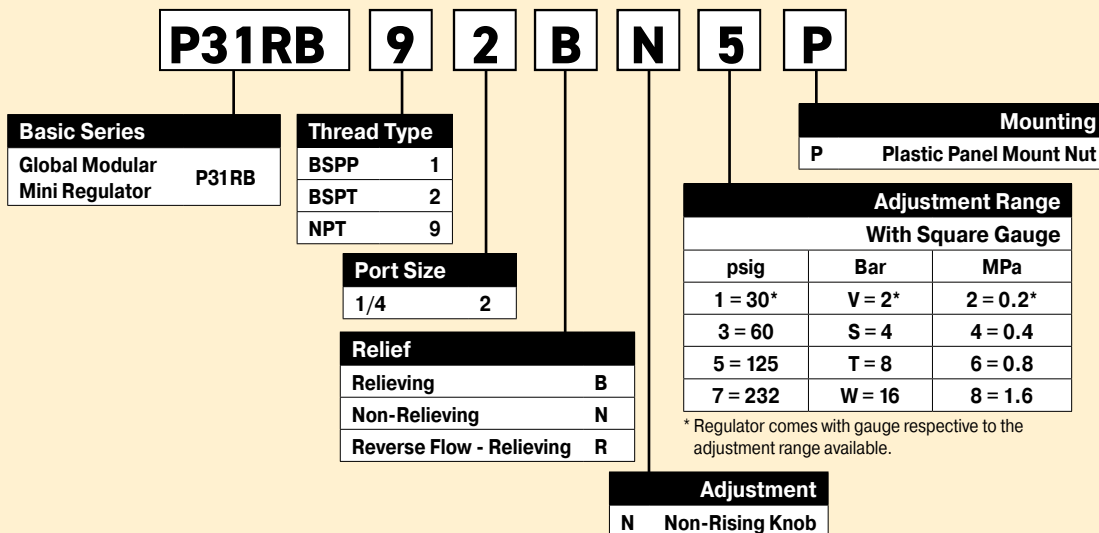 P31RB 9 2 B N 5 P
Basic Series
Global Modular
Mini Regulator P31RB
Thread Type
BSPP 1
BSPT 2
NPT 9
Port Size
1/4 2
Relief
Relieving B
Non-Relieving N
Reverse Flow - Relieving R
Mounting
P Plastic Panel Mount Nut
Adjustment Range
With Square Gauge
psig Bar MPa
1 = 30* V = 2* 2 = 0.2*
3 = 60 S = 4 4 = 0.4
5 = 125 T = 8 6 = 0.8
7 = 232 W = 16 8 = 1.6
* Regulator comes with gauge respective to the
adjustment range available.
Adjustment
N Non-Rising Knob